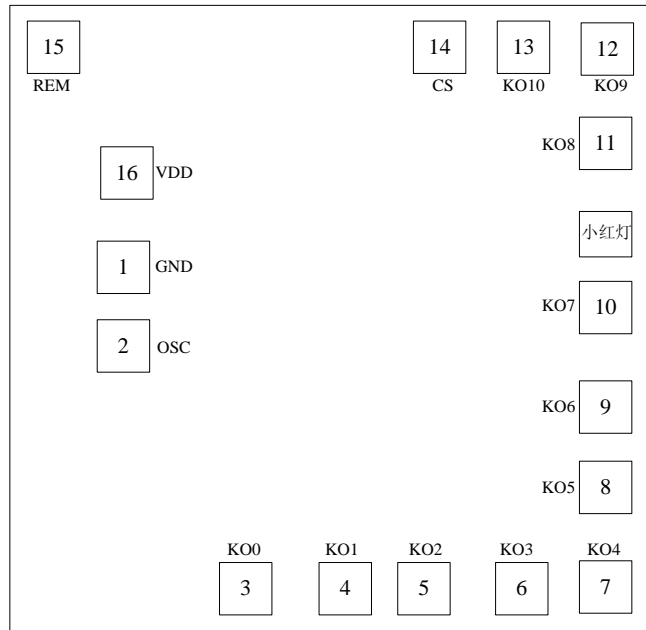 15
14
13
12
REM
CS
KO10
KO9
KO8
11
16
VDD
小红灯
1
GND
KO7
10
2
OSC
KO6
9
KO5
8
KO0
KO1
KO2
KO3
KO4
3
4
5
6
7